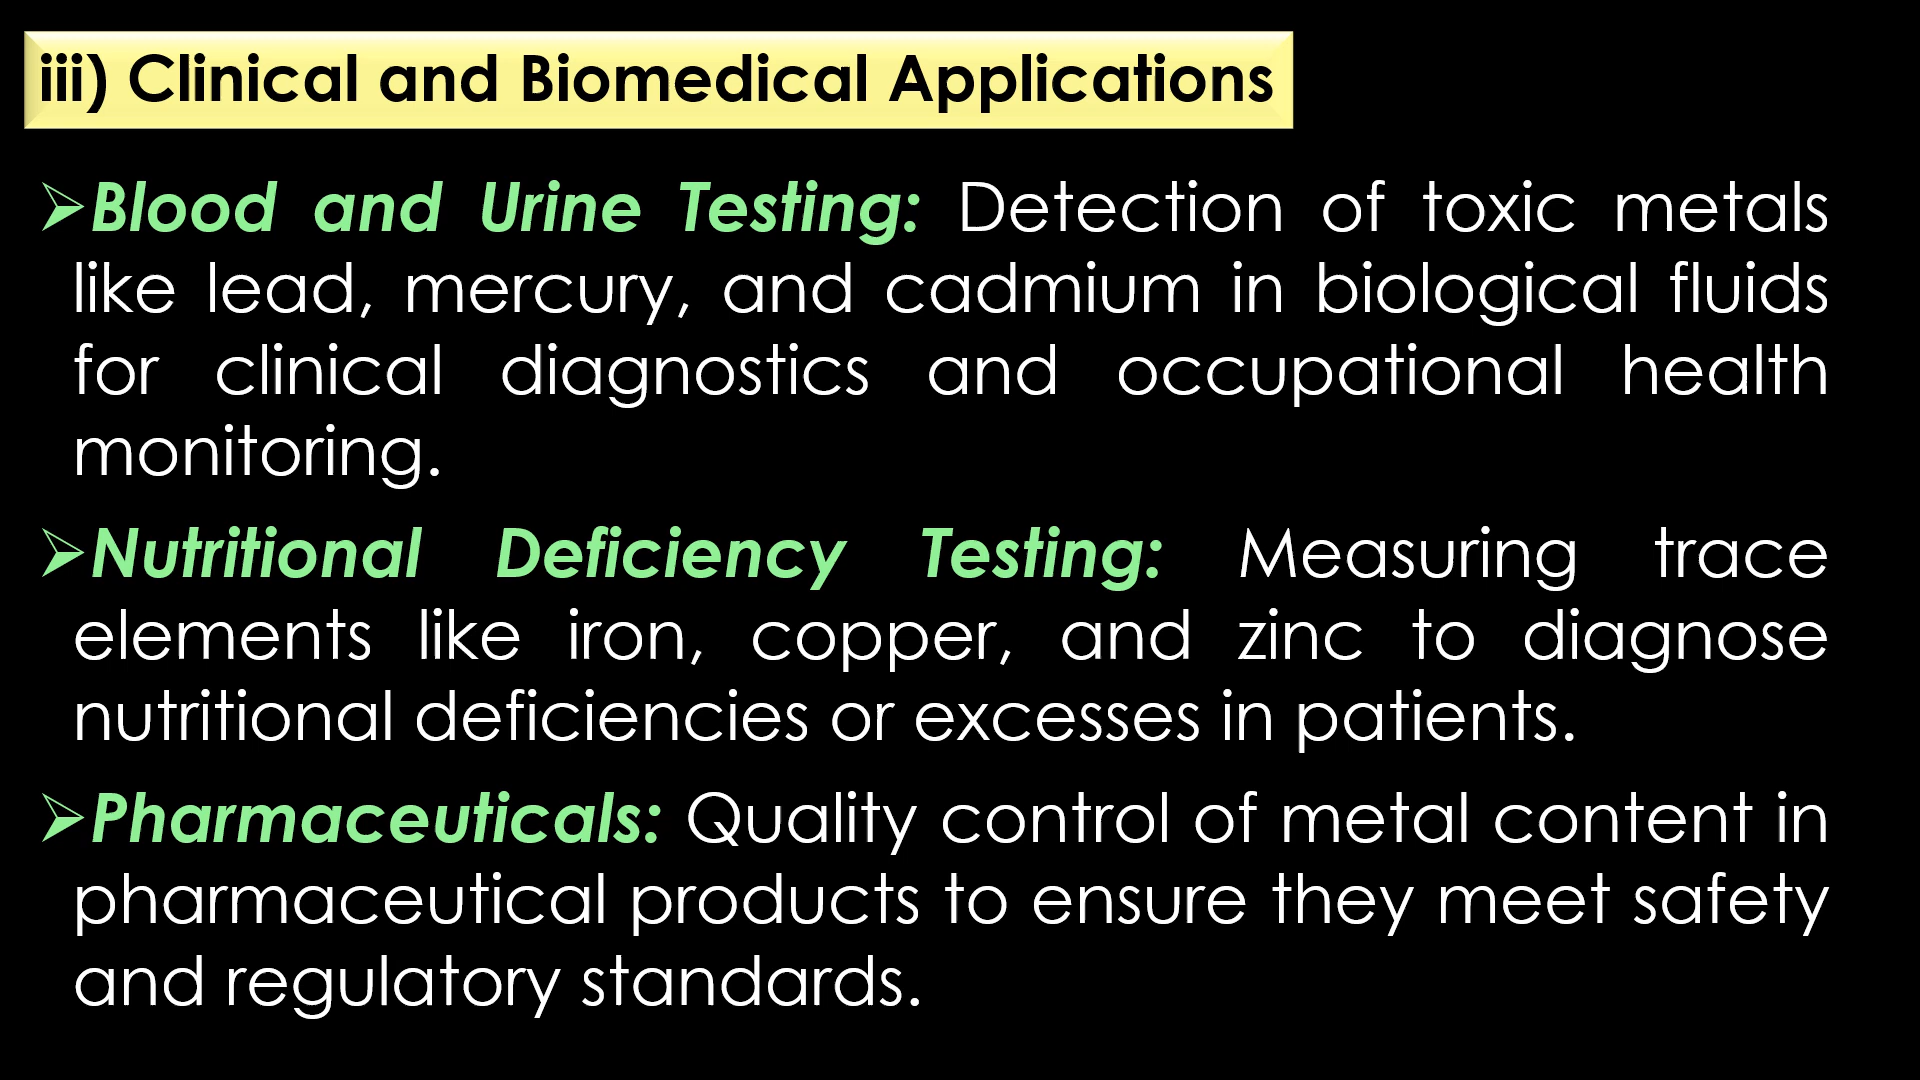 iii) Clinical and Biomedical Applications
➢Blood and Urine Testing: Detection of toxic metals
like lead, mercury, and cadmium in biological fluids
for clinical diagnostics and occupational health
monitoring.
➢Nutritional Deficiency Testing: Measuring trace
elements like iron, copper, and zinc to diagnose
nutritional deficiencies or excesses in patients.
➢Pharmaceuticals: Quality control of metal content in
pharmaceutical products to ensure they meet safety
and regulatory standards.